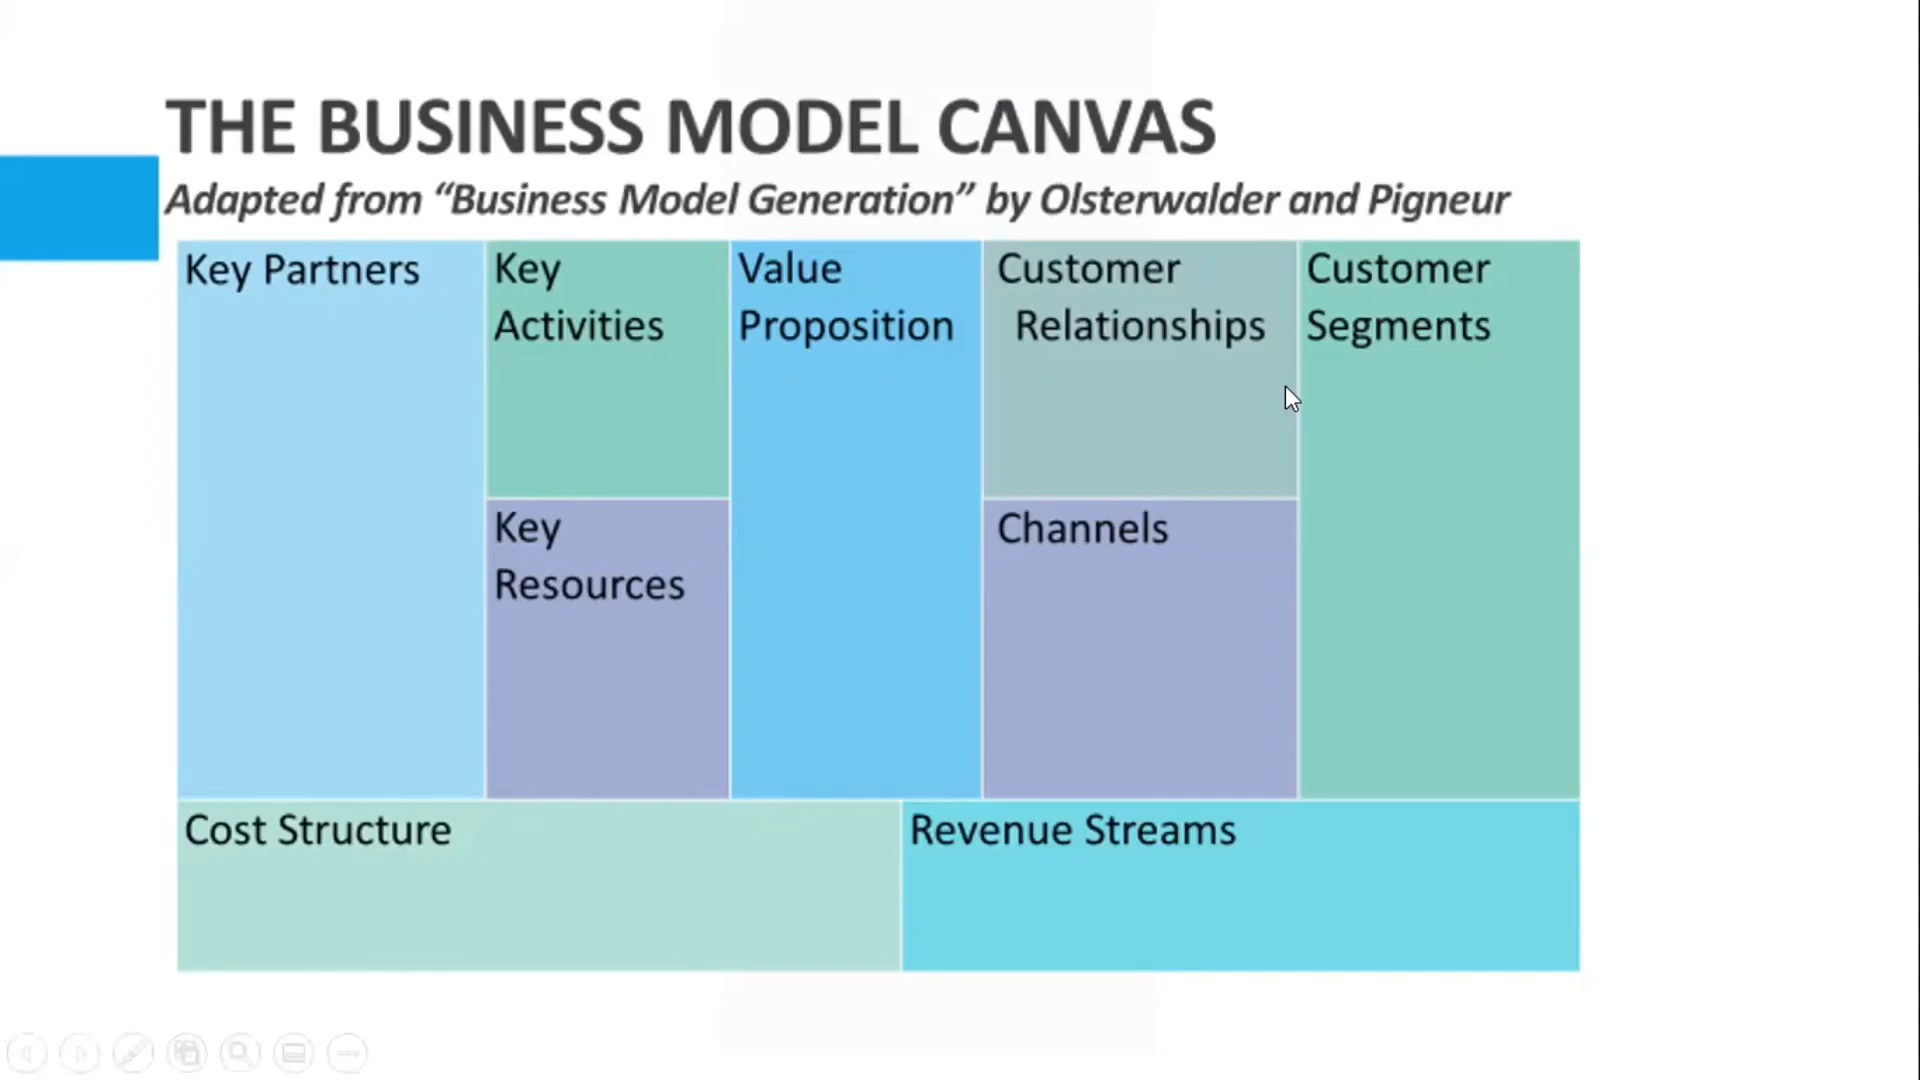 THE BUSINESS MODEL CANVAS
Adapted from “Business Model Generation” by Olsterwalder and Pigneur
Key Partners
Key
Activities
Value
Proposition
Customer
Relationships
Customer
Segments
Key
Resources
Channels
Cost Structure
Revenue Streams